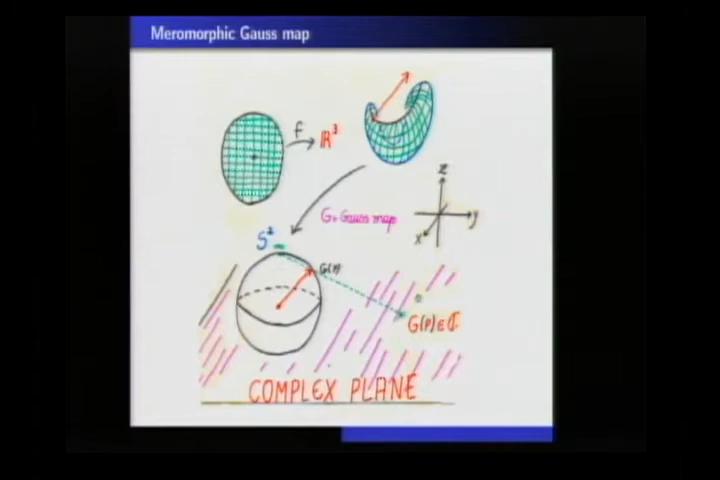 Meromorphic Gauss map
f
ℝ³
z
G = Gauss map
y
x
S²
G(p)
G(p) ∈ ℂ
COMPLEX PLANE